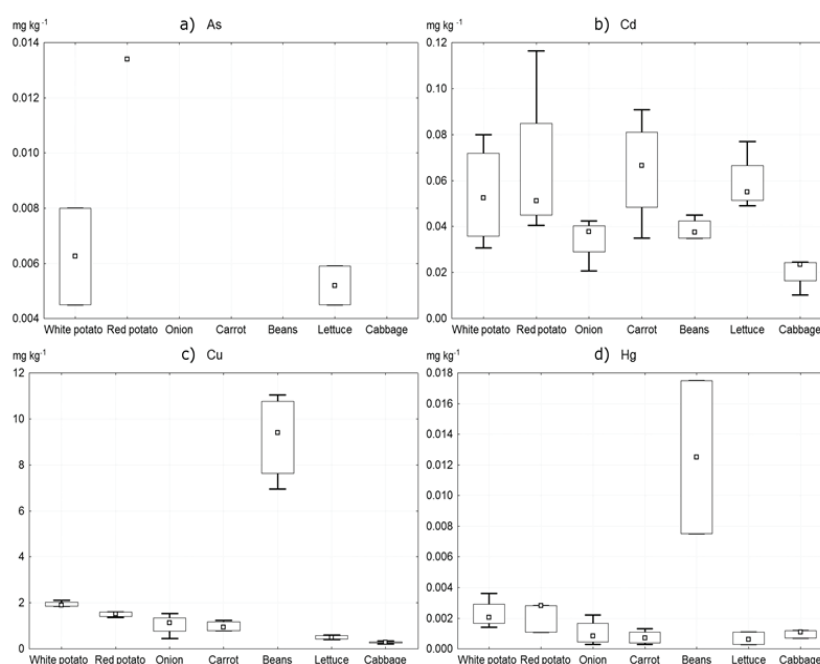 mg kg-1
a) As
0.014
0.012
0.010
0.008
0.006
0.004
White potato Red potato Onion Carrot Beans Lettuce Cabbage
mg kg-1
b) Cd
0.12
0.10
0.08
0.06
0.04
0.02
0.00
White potato Red potato Onion Carrot Beans Lettuce Cabbage
mg kg-1
c) Cu
12
10
8
6
4
2
0
White potato Red potato Onion Carrot Beans Lettuce Cabbage
mg kg-1
d) Hg
0.018
0.016
0.014
0.012
0.010
0.008
0.006
0.004
0.002
0.000
White potato Red potato Onion Carrot Beans Lettuce Cabbage